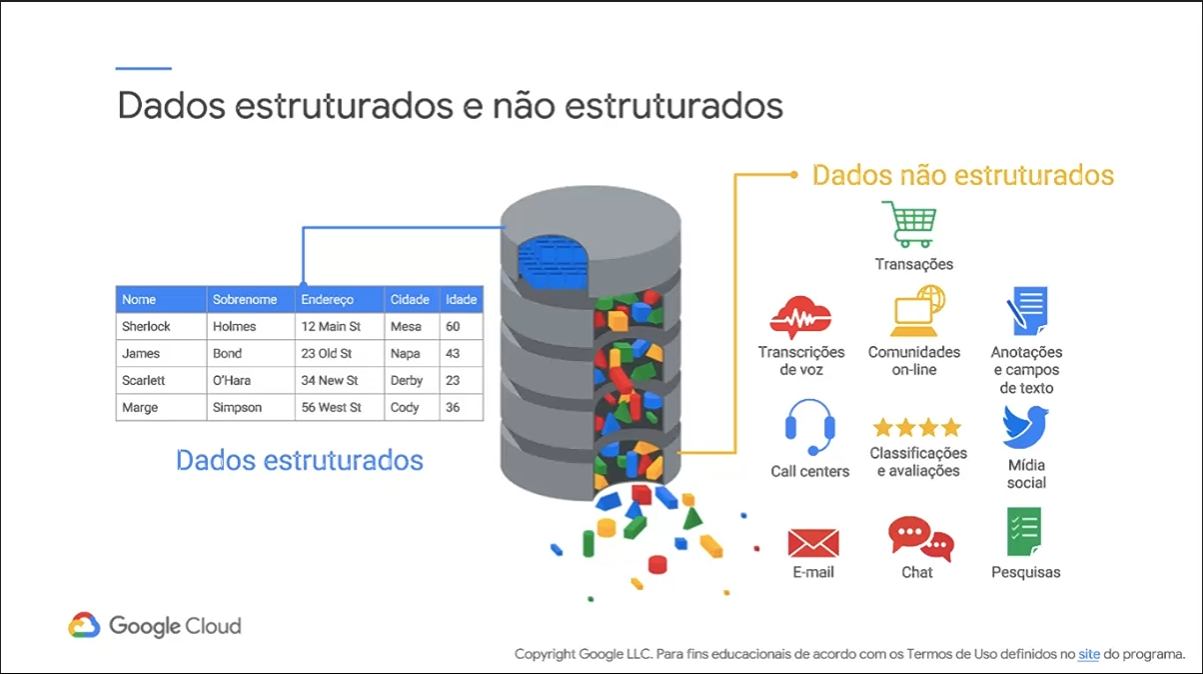 Dados estruturados e não estruturados
Dados não estruturados
Transações
Nome Sobrenome Endereço Cidade Idade
Sherlock Holmes 12 Main St Mesa 60
James Bond 23 Old St Napa 43
Scarlett O'Hara 34 New St Derby 23
Marge Simpson 56 West St Cody 36
Dados estruturados
Transcrições
de voz
Comunidades
on-line
Anotações
e campos
de texto
Call centers
Classificações
e avaliações
Mídia
social
E-mail
Chat
Pesquisas
Google Cloud
Copyright Google LLC. Para fins educacionais de acordo com os Termos de Uso definidos no site do programa.